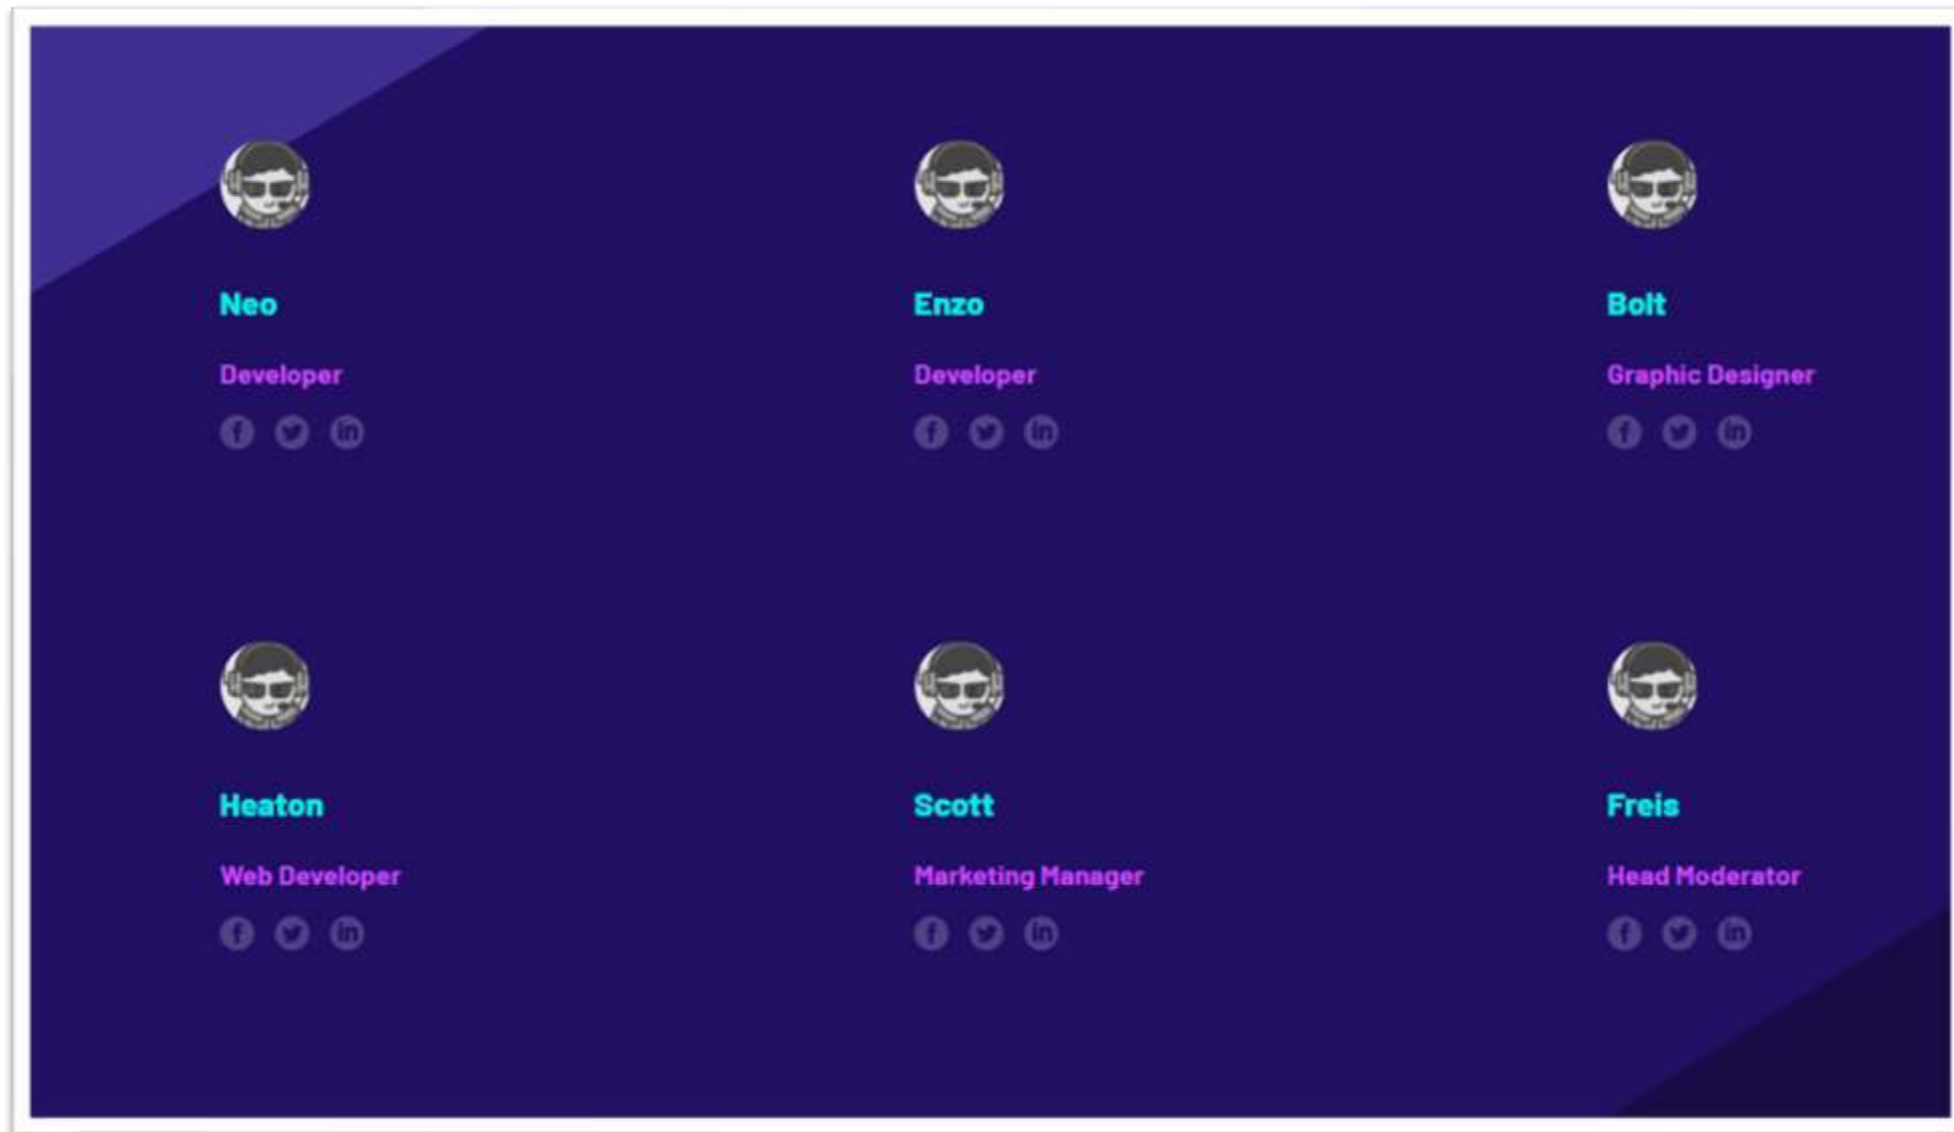 Neo
Developer
Enzo
Developer
Bolt
Graphic Designer
Heaton
Web Developer
Scott
Marketing Manager
Freis
Head Moderator